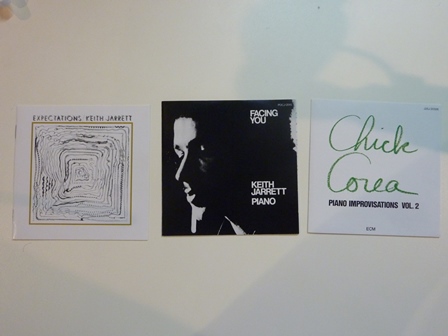 EXPECTATIONS KEITH JARRETT
FACING
YOU
KEITH
JARRETT
PIANO
Chick
Corea
PIANO IMPROVISATIONS VOL. 2
ECM